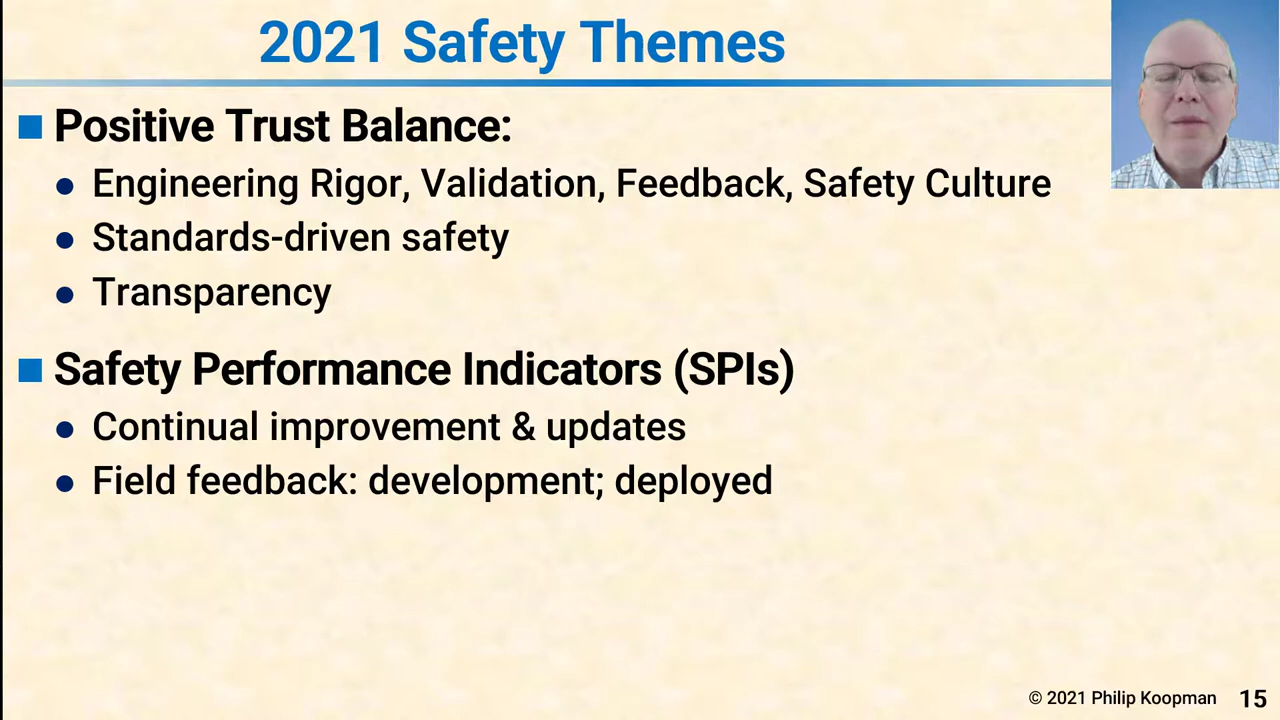 2021 Safety Themes
Positive Trust Balance:
Engineering Rigor, Validation, Feedback, Safety Culture
Standards-driven safety
Transparency
Safety Performance Indicators (SPIs)
Continual improvement & updates
Field feedback: development; deployed
© 2021 Philip Koopman 15